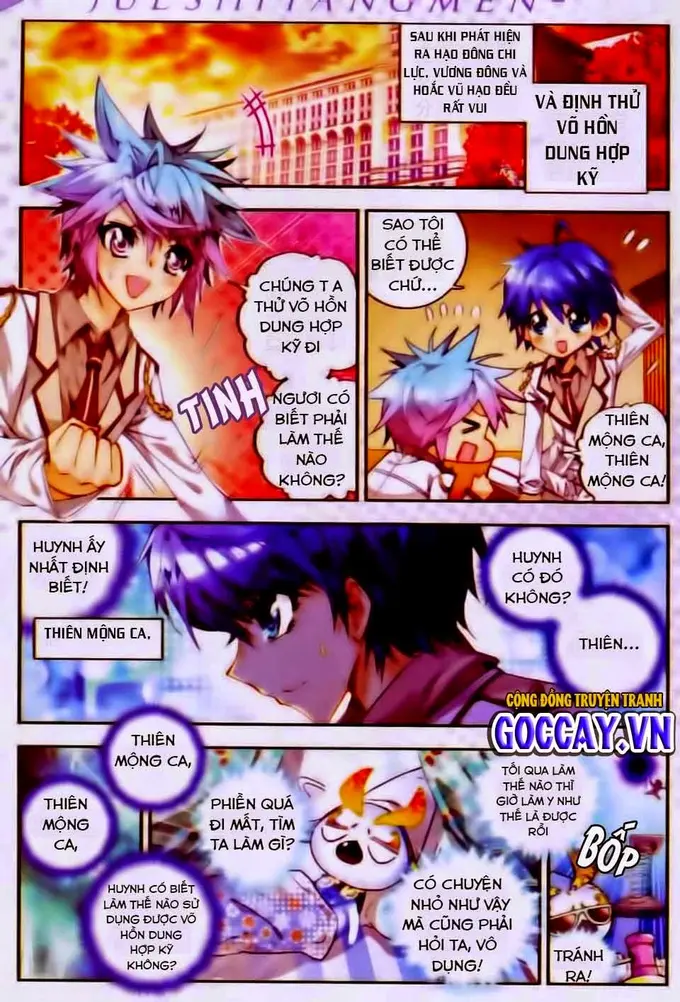 JUESHITANGMEN-
SAU KHI PHÁT HIỆN
RA HẠO ĐÔNG CHI
LỰC, VƯƠNG ĐÔNG VÀ
HOẮC VŨ HẠO ĐỀU
RẤT VUI
VÀ ĐỊNH THỬ
VÕ HỒN
DUNG HỢP
KỸ
CHÚNG TA
THỬ VÕ HỒN
DUNG HỢP
KỸ ĐI
TINH
NGƯƠI CÓ
BIẾT PHẢI
LÀM THẾ
NÀO
KHÔNG?
SAO TÔI
CÓ THỂ
BIẾT ĐƯỢC
CHỨ...
THIÊN
MỘNG CA,
THIÊN
MỘNG CA!
HUYNH ẤY
NHẤT ĐỊNH
BIẾT!
THIÊN MỘNG CA,
HUYNH
CÓ ĐÓ
KHÔNG?
THIÊN...
CỘNG ĐỒNG TRUYỆN TRANH
GOCCAY.VN
THIÊN
MỘNG CA,
THIÊN
MỘNG
CA,
HUYNH CÓ BIẾT
LÀM THẾ NÀO SỬ
DỤNG ĐƯỢC VÕ
HỒN DUNG
HỢP KỸ
KHÔNG?
PHIỀN QUÁ
ĐI MẤT, TÌM
TA LÀM GÌ?
CÓ CHUYỆN
NHỎ NHƯ VẬY
MÀ CŨNG PHẢI
HỎI TA, VÔ
DỤNG!
TỐI QUA LÀM
THẾ NÀO THÌ
GIỜ LÀM Y NHƯ
THẾ LÀ ĐƯỢC
RỒI
BỐP
TRÁNH
RA!